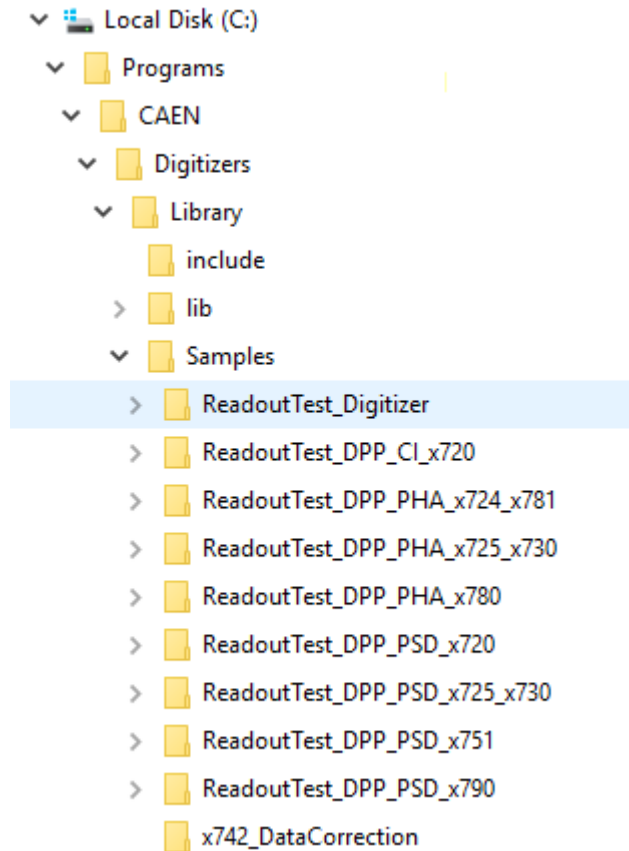 Local Disk (C:)
Programs
CAEN
Digitizers
Library
include
lib
Samples
ReadoutTest_Digitizer
ReadoutTest_DPP_CI_x720
ReadoutTest_DPP_PHA_x724_x781
ReadoutTest_DPP_PHA_x725_x730
ReadoutTest_DPP_PHA_x780
ReadoutTest_DPP_PSD_x720
ReadoutTest_DPP_PSD_x725_x730
ReadoutTest_DPP_PSD_x751
ReadoutTest_DPP_PSD_x790
x742_DataCorrection